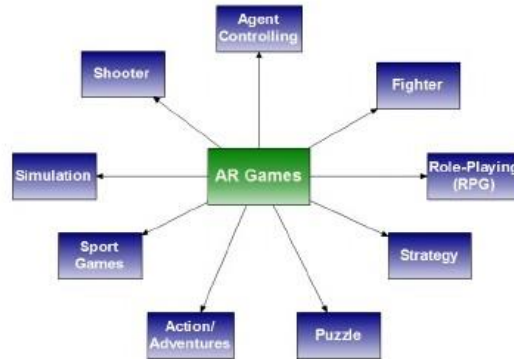 Agent
Controlling
Shooter
Fighter
Simulation
AR Games
Role-Playing
(RPG)
Sport
Games
Strategy
Action/
Adventures
Puzzle